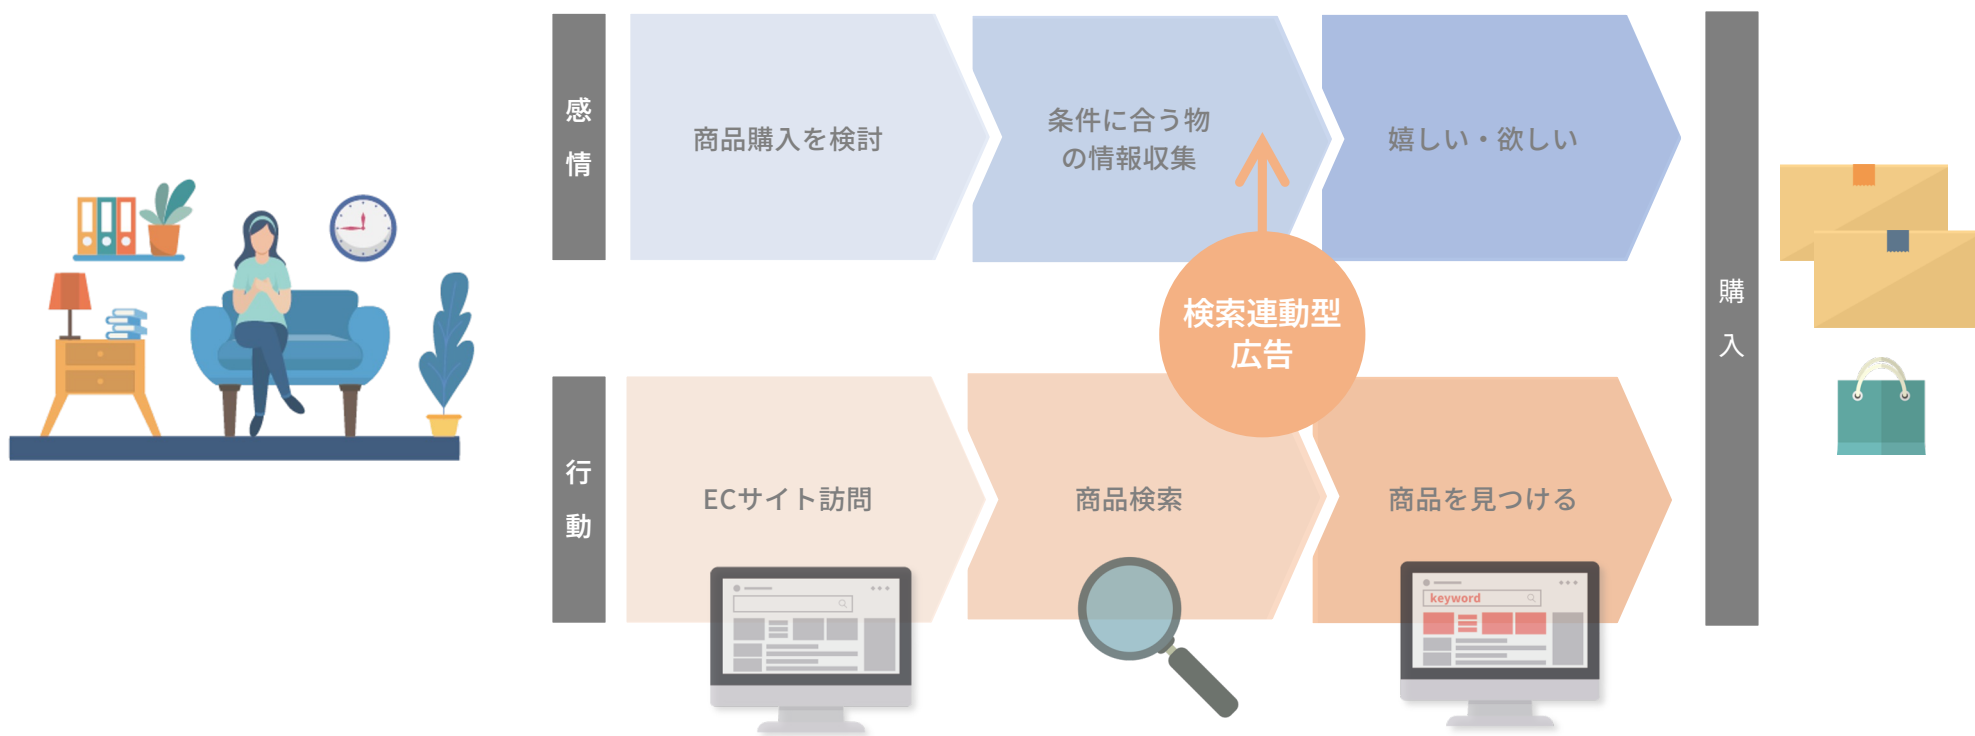 感情
商品購入を検討
条件に合う物
の情報収集
嬉しい・欲しい
検索連動型
広告
購入
行動
ECサイト訪問
商品検索
商品を見つける
keyword